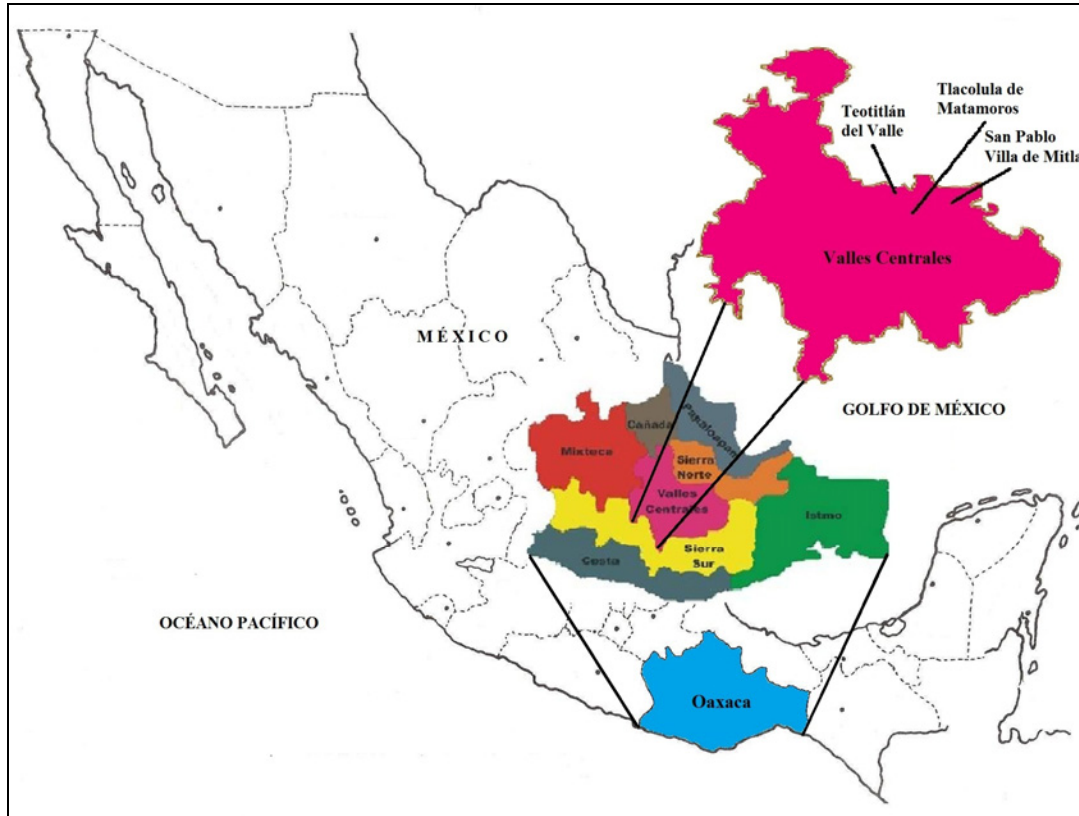 Teotitlán
del Valle
Tlacolula de
Matamoros
San Pablo
Villa de Mitla
Valles Centrales
MÉXICO
GOLFO DE MÉXICO
Cañada
Papaloapam
Mixteca
Sierra
Norte
Valles
Centrales
Istmo
Sierra
Sur
Costa
OCÉANO PACÍFICO
Oaxaca